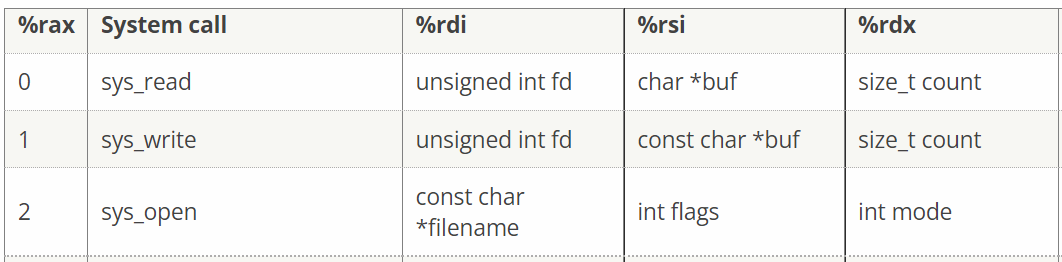 %rax System call %rdi %rsi %rdx
0 sys_read unsigned int fd char *buf size_t count
1 sys_write unsigned int fd const char *buf size_t count
2 sys_open const char *filename int flags int mode